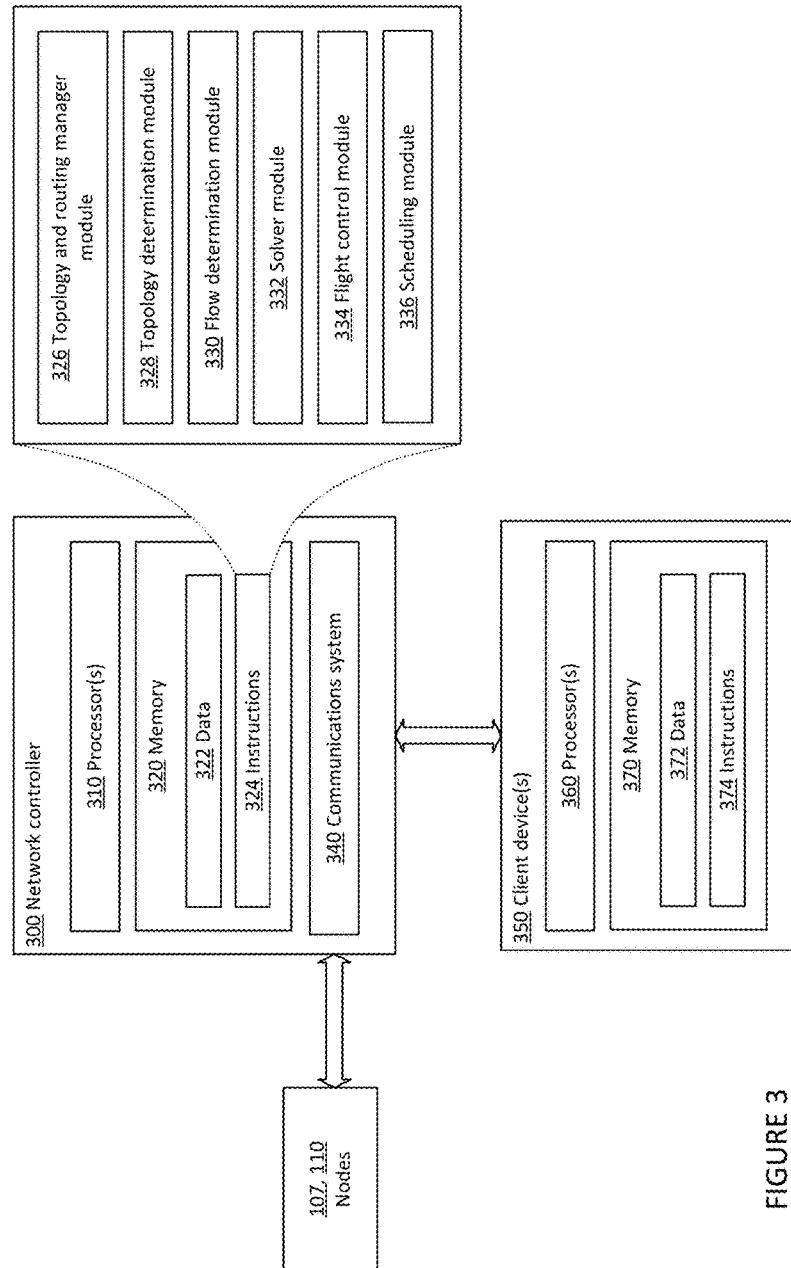 107, 110
Nodes
300 Network controller
310 Processor(s)
320 Memory
322 Data
324 Instructions
340 Communications system
326 Topology and routing manager
module
328 Topology determination module
330 Flow determination module
332 Solver module
334 Flight control module
336 Scheduling module
350 Client device(s)
360 Processor(s)
370 Memory
372 Data
374 Instructions
FIGURE 3